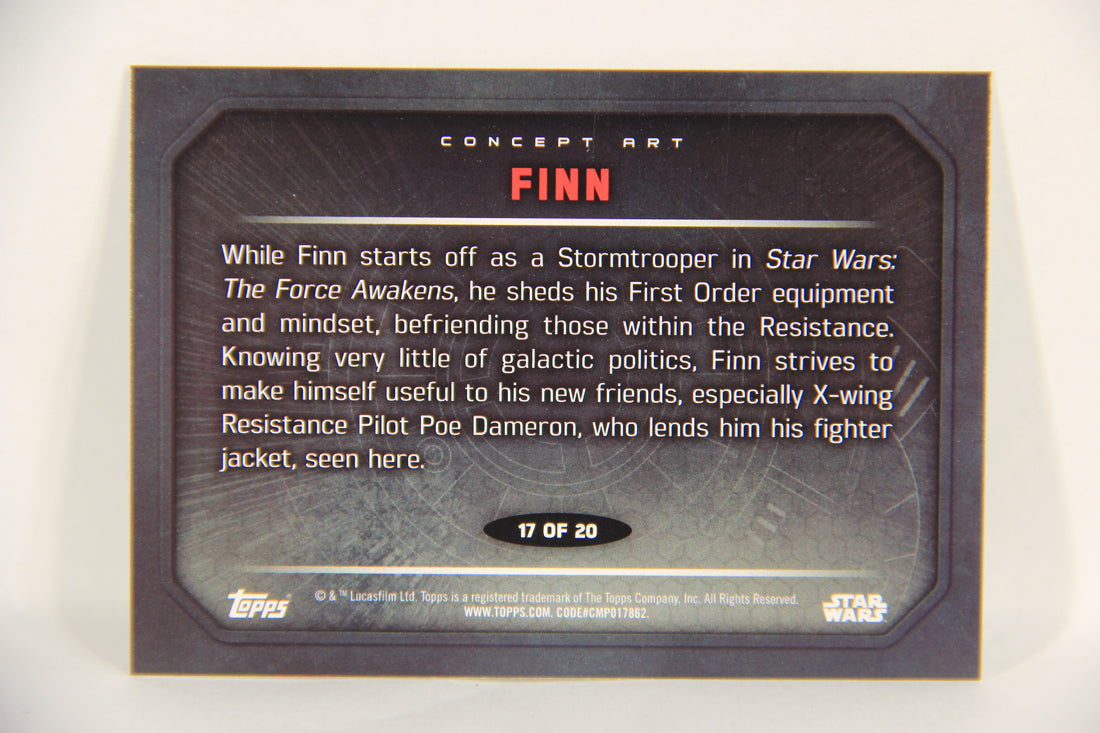 CONCEPT ART
FINN
While Finn starts off as a Stormtrooper in Star Wars:
The Force Awakens, he sheds his First Order equipment
and mindset, befriending those within the Resistance.
Knowing very little of galactic politics, Finn strives to
make himself useful to his new friends, especially X-wing
Resistance Pilot Poe Dameron, who lends him his fighter
jacket, seen here.
17 OF 20
Topps
© & ™ Lucasfilm Ltd. Topps is a registered trademark of The Topps Company, Inc. All Rights Reserved.
WWW.TOPPS.COM. CODE#CMP017862.
STAR
WARS